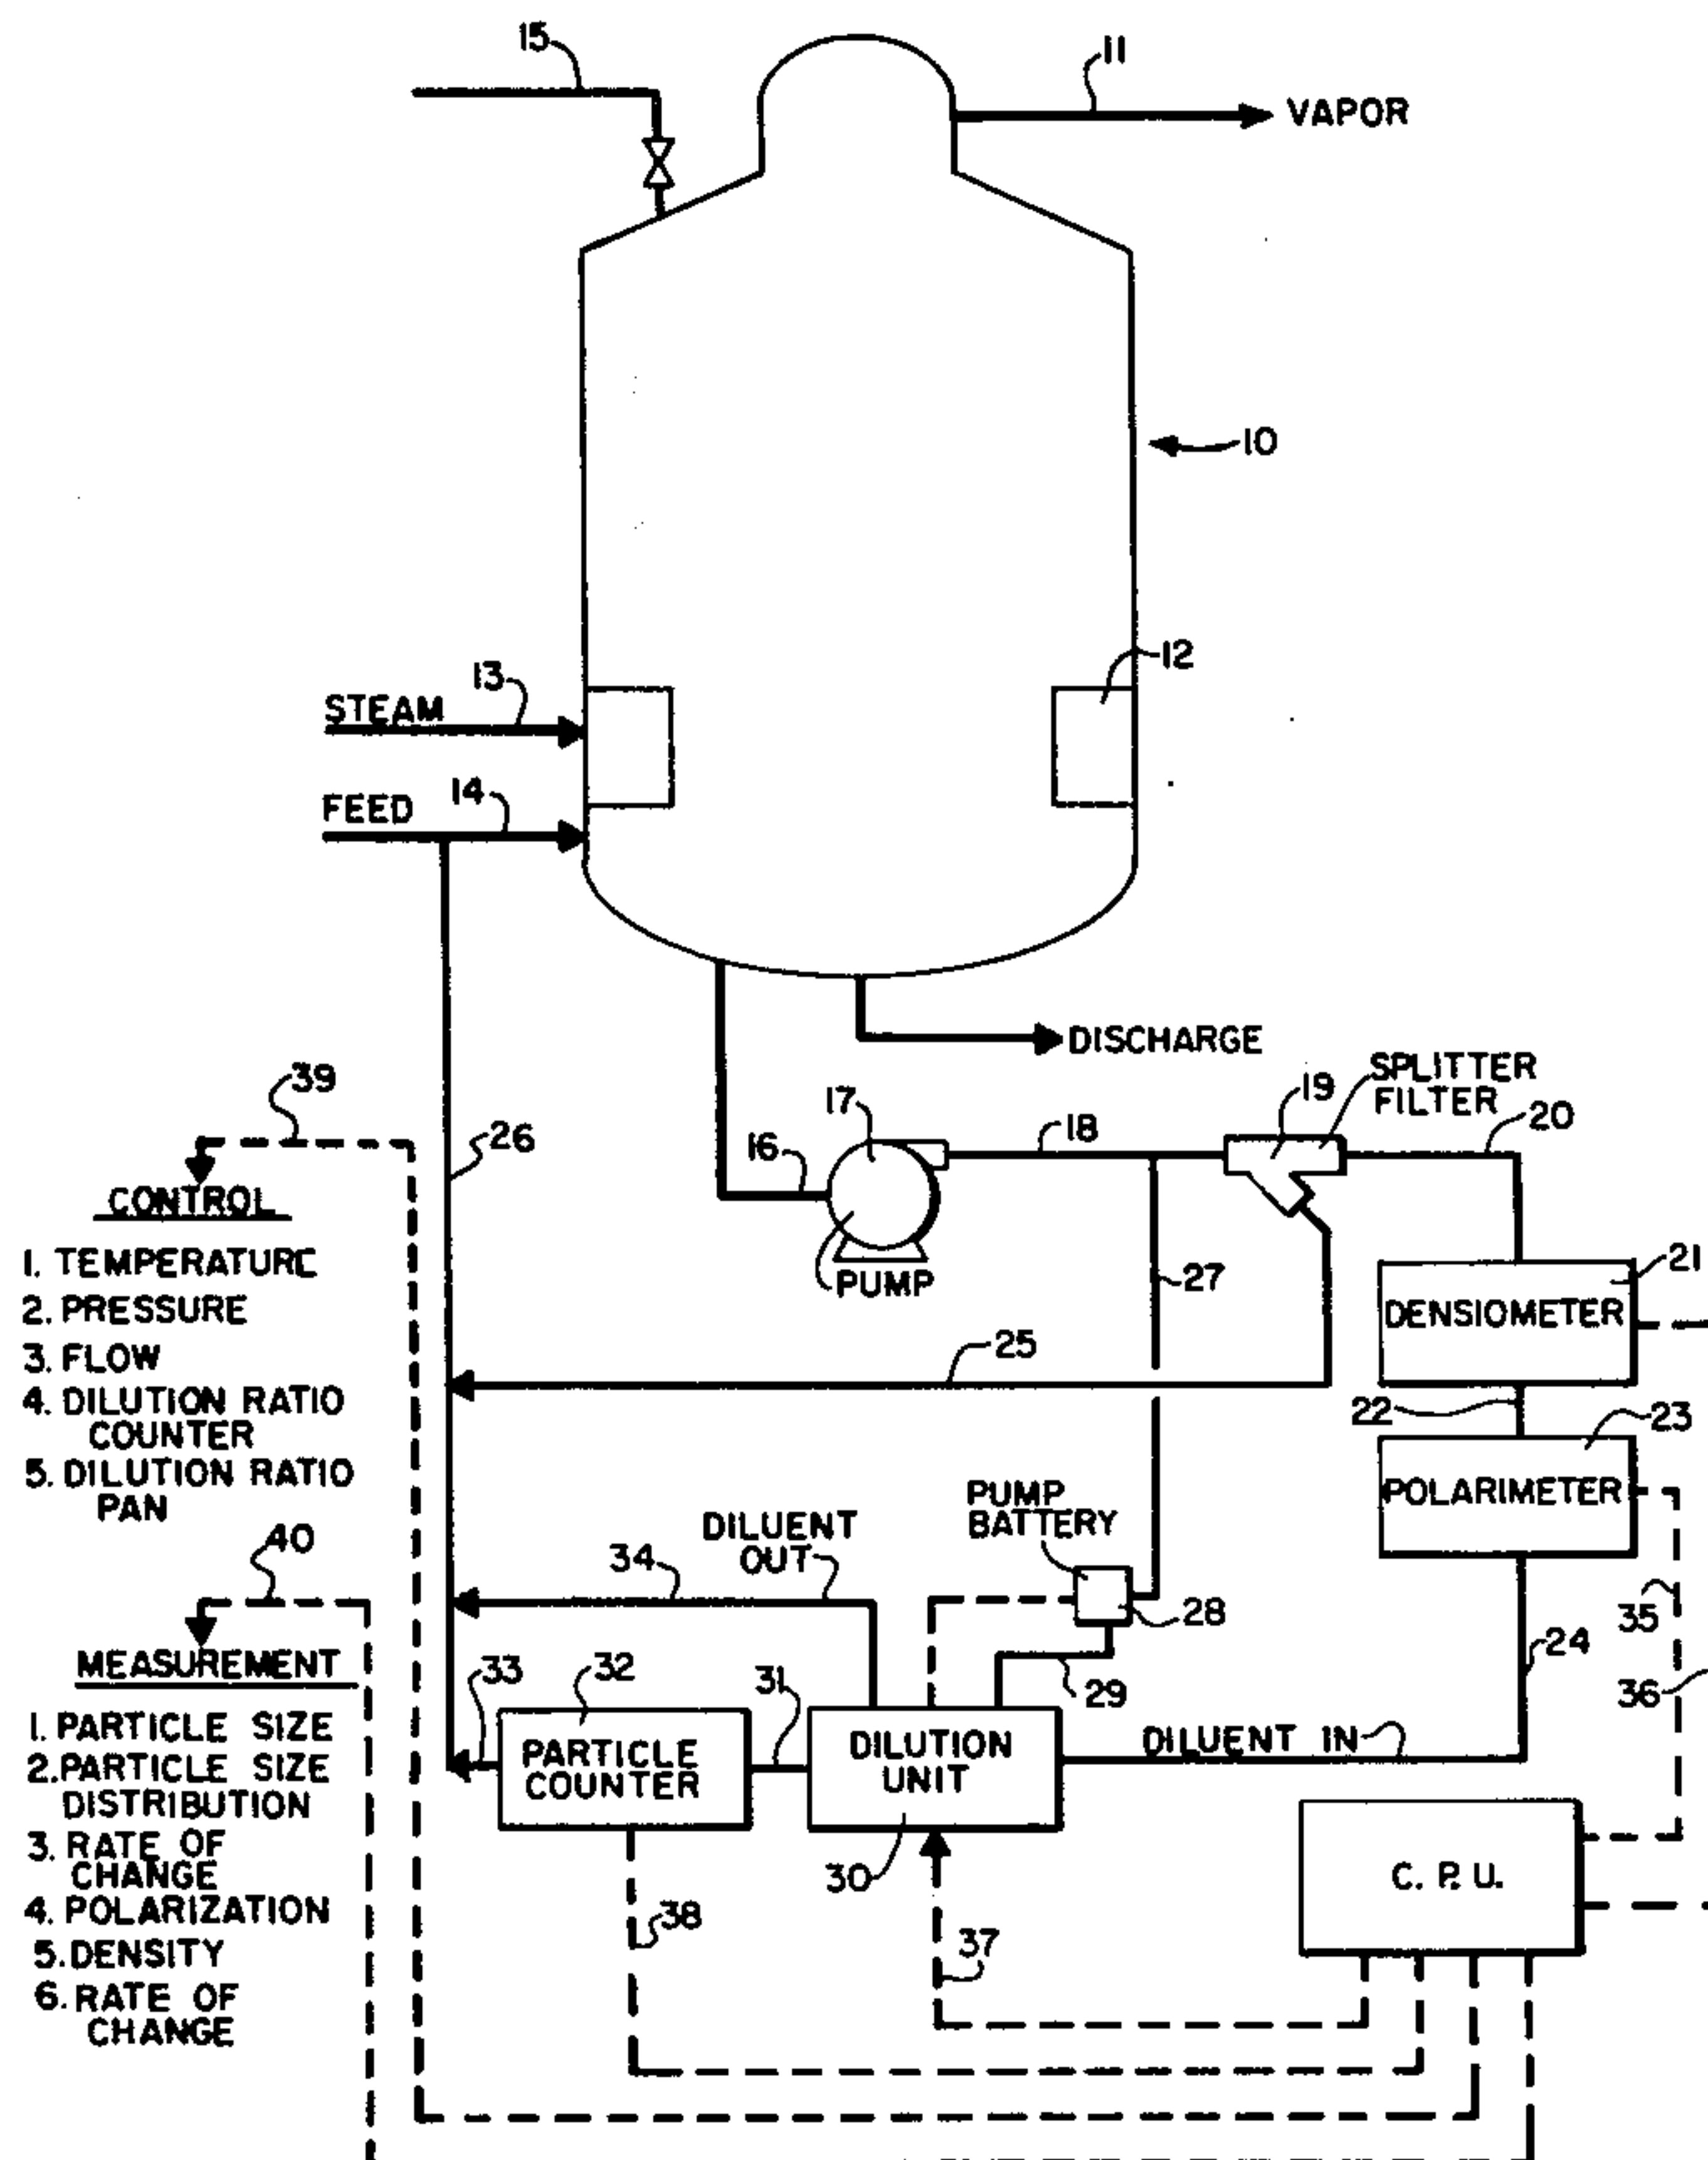 15
11
VAPOR
10
12
13
STEAM
14
FEED
DISCHARGE
SPLITTER
FILTER
19
20
39
17
18
26
16
CONTROL
1. TEMPERATURE
2. PRESSURE
3. FLOW
4. DILUTION RATIO
COUNTER
5. DILUTION RATIO
PAN
PUMP
27
21
DENSIOMETER
25
22
23
POLARIMETER
PUMP
BATTERY
DILUENT
OUT
40
34
28
35
24
MEASUREMENT
33
32
31
29
36
1. PARTICLE SIZE
2. PARTICLE SIZE
DISTRIBUTION
3. RATE OF
CHANGE
4. POLARIZATION
5. DENSITY
6. RATE OF
CHANGE
PARTICLE
COUNTER
DILUTION
UNIT
DILUENT IN
30
C. P. U.
38
37